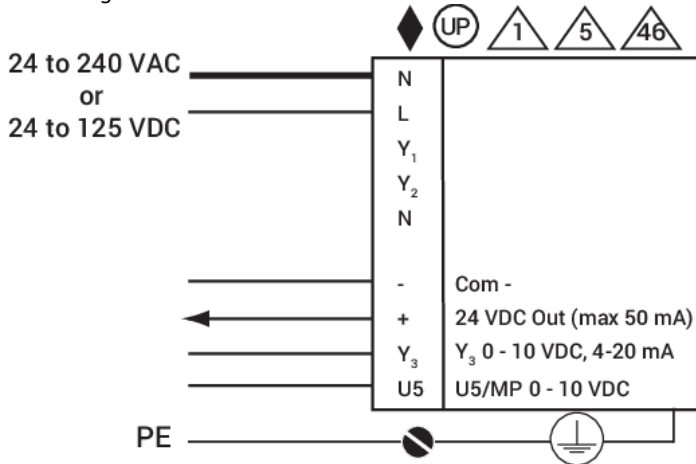 UP 1 5 46
24 to 240 VAC
or
24 to 125 VDC
N
L
Y₁
Y₂
N
- Com -
+ 24 VDC Out (max 50 mA)
Y₃ Y₃ 0 - 10 VDC, 4-20 mA
U5 U5/MP 0 - 10 VDC
PE